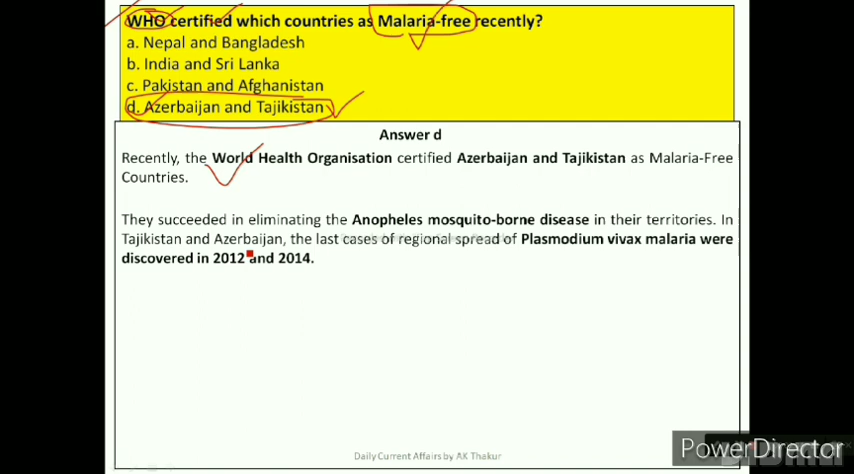 WHO certified which countries as Malaria-free recently?
a. Nepal and Bangladesh
b. India and Sri Lanka
c. Pakistan and Afghanistan
d. Azerbaijan and Tajikistan
Answer d
Recently, the World Health Organisation certified Azerbaijan and Tajikistan as Malaria-Free
Countries.
They succeeded in eliminating the Anopheles mosquito-borne disease in their territories. In
Tajikistan and Azerbaijan, the last cases of regional spread of Plasmodium vivax malaria were
discovered in 2012 and 2014.
Daily Current Affairs by AK Thakur
PowerDirector